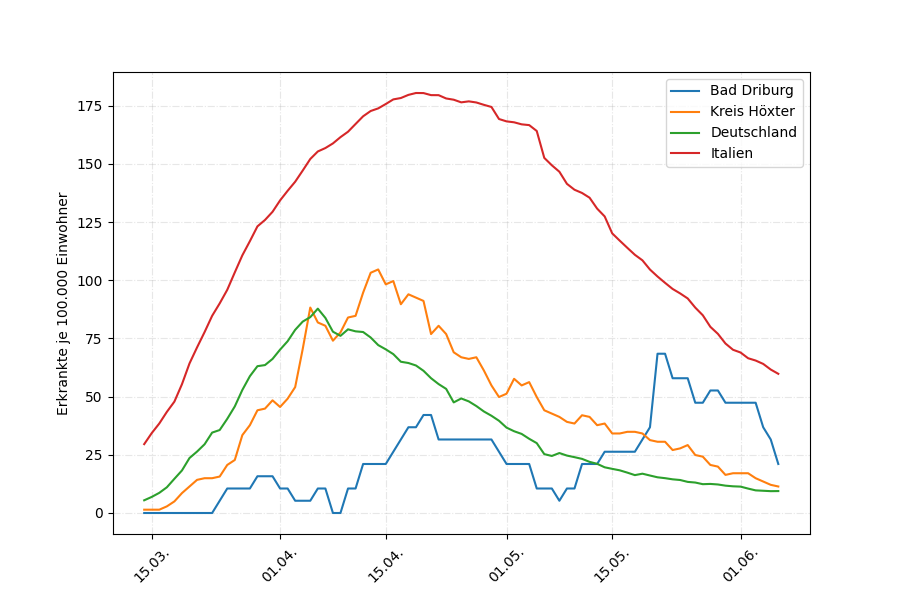 Bad Driburg
Kreis Höxter
Deutschland
Italien
Erkrankte je 100.000 Einwohner
175
150
125
100
75
50
25
0
15.03.
01.04.
15.04.
01.05.
15.05.
01.06.